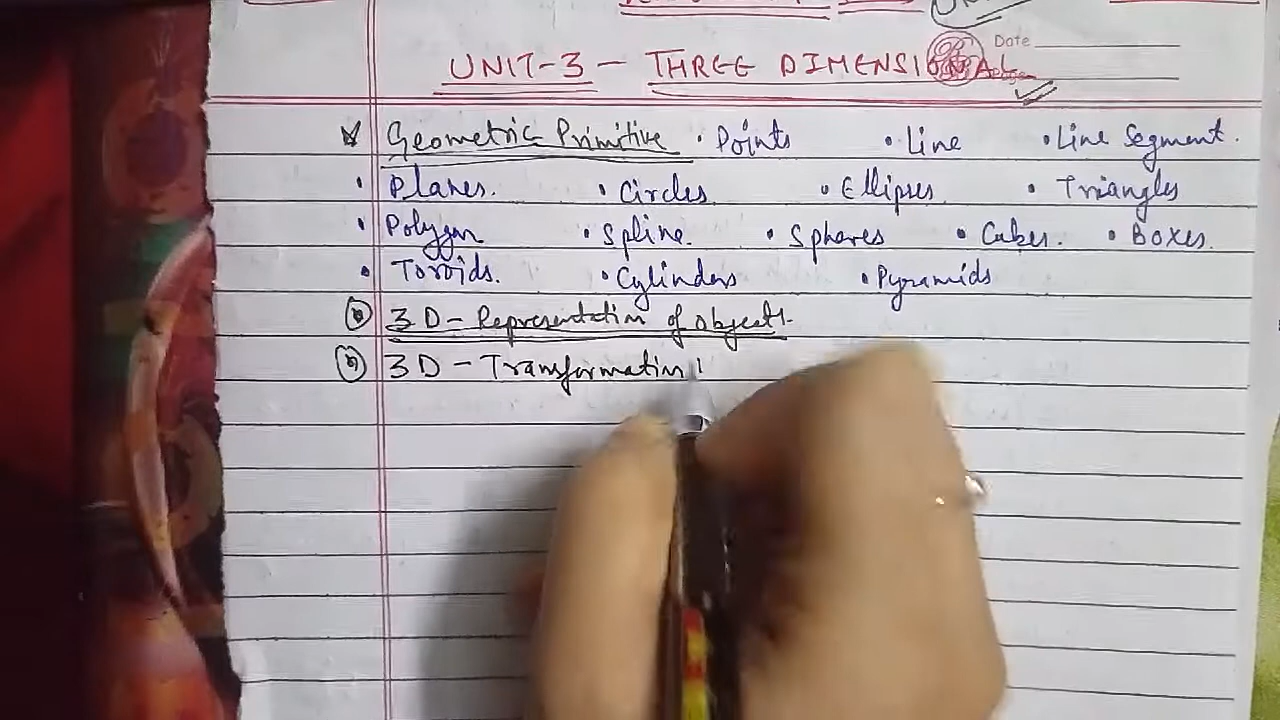 Date
UNIT-3 - THREE DIMENSIONAL
Geometric Primitive • Points • Line • Line Segment.
• Planes. • Circles • Ellipses • Triangles
• Polygon • Spline. • Spheres • Cubes. • Boxes.
• Toroids. • Cylinders • Pyramids
3D - Representation of objects.
3D - Transformation